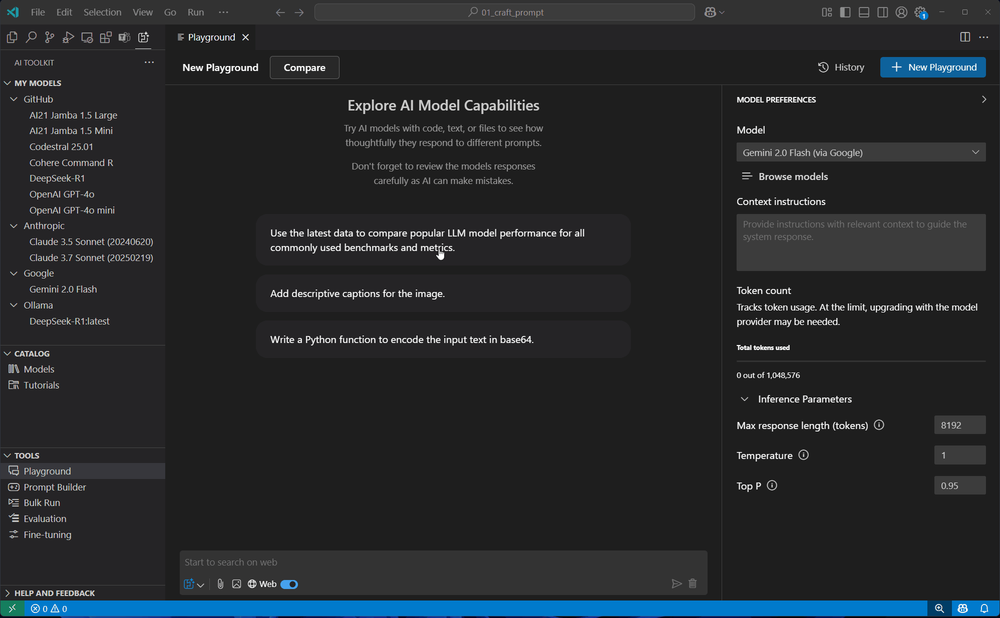 File Edit Selection View Go Run ···
01_craft_prompt
1
Playground
AI TOOLKIT
MY MODELS
GitHub
AI21 Jamba 1.5 Large
AI21 Jamba 1.5 Mini
Codestral 25.01
Cohere Command R
DeepSeek-R1
OpenAI GPT-4o
OpenAI GPT-4o mini
Anthropic
Claude 3.5 Sonnet (20240620)
Claude 3.7 Sonnet (20250219)
Google
Gemini 2.0 Flash
Ollama
DeepSeek-R1:latest
CATALOG
Models
Tutorials
TOOLS
Playground
Prompt Builder
Bulk Run
Evaluation
Fine-tuning
HELP AND FEEDBACK
New Playground
Compare
History
New Playground
Explore AI Model Capabilities
Try AI models with code, text, or files to see how
thoughtfully they respond to different prompts.
Don't forget to review the models responses
carefully as AI can make mistakes.
Use the latest data to compare popular LLM model performance for all
commonly used benchmarks and metrics.
Add descriptive captions for the image.
Write a Python function to encode the input text in base64.
Start to search on web
Web
MODEL PREFERENCES
Model
Gemini 2.0 Flash (via Google)
Browse models
Context instructions
Provide instructions with relevant context to guide the
system response.
Token count
Tracks token usage. At the limit, upgrading with the model
provider may be needed.
Total tokens used
0 out of 1,048,576
Inference Parameters
Max response length (tokens) 8192
Temperature 1
Top P 0.95
0 0